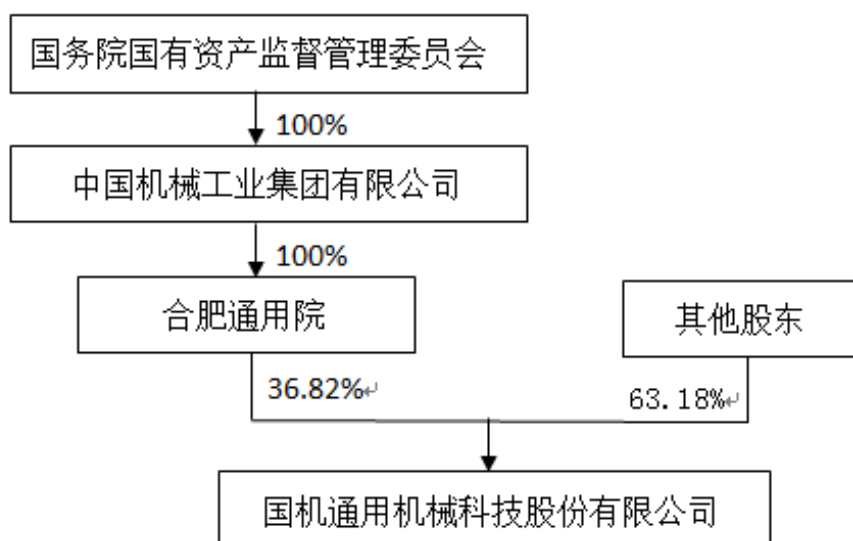 国务院国有资产监督管理委员会
100%
中国机械工业集团有限公司
100%
合肥通用院
其他股东
36.82%↵
63.18%↵
国机通用机械科技股份有限公司